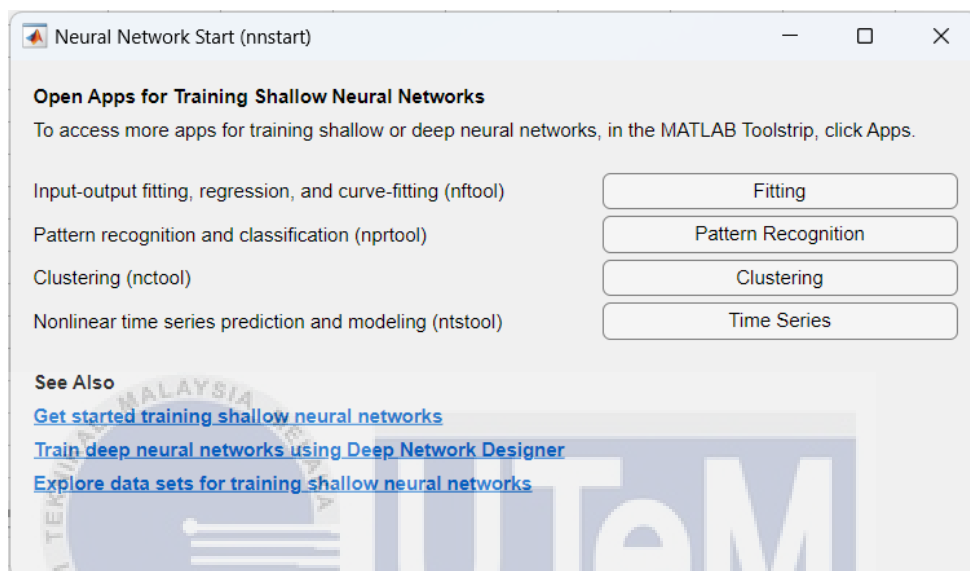 Neural Network Start (nnstart)
Open Apps for Training Shallow Neural Networks
To access more apps for training shallow or deep neural networks, in the MATLAB Toolstrip, click Apps.
Input-output fitting, regression, and curve-fitting (nftool) Fitting
Pattern recognition and classification (nprtool) Pattern Recognition
Clustering (nctool) Clustering
Nonlinear time series prediction and modeling (ntstool) Time Series
See Also
Get started training shallow neural networks
Train deep neural networks using Deep Network Designer
Explore data sets for training shallow neural networks
TEKNIKAL MALAYSIA
UTeM